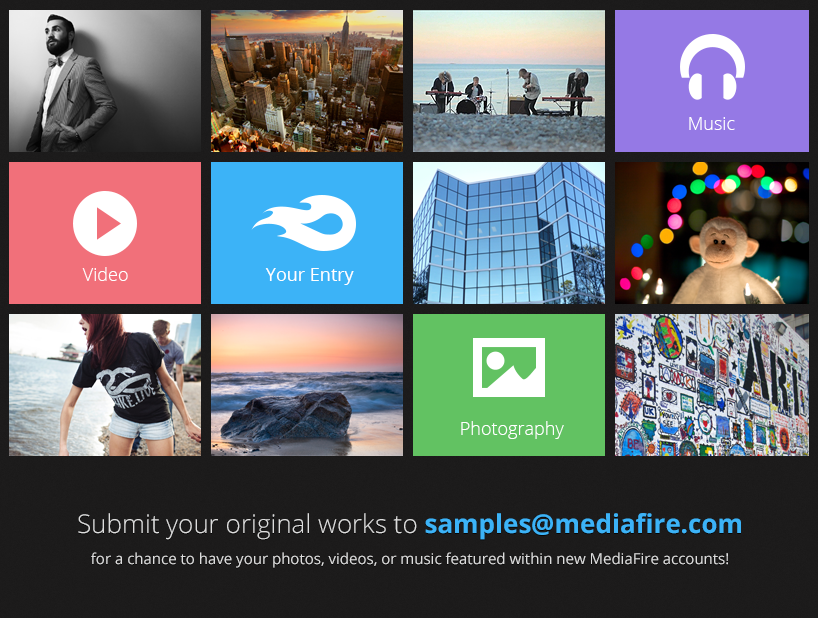 Music
Video
Your Entry
Photography
ART
Submit your original works to samples@mediafire.com
for a chance to have your photos, videos, or music featured within new MediaFire accounts!